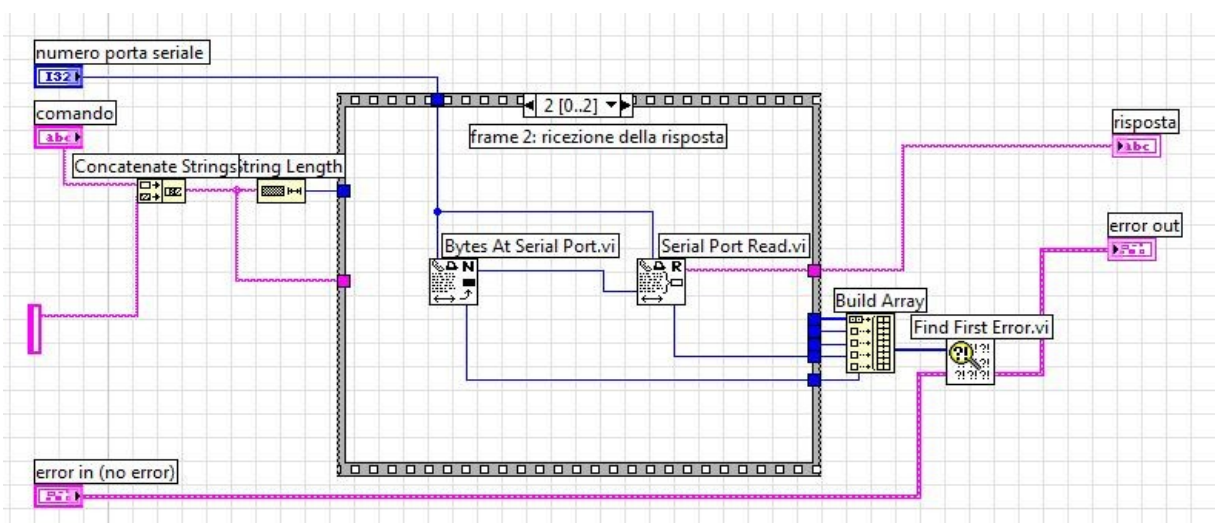 numero porta seriale
I32
comando
abc
Concatenate Strings
String Length
2 [0..2]
frame 2: ricezione della risposta
risposta
abc
error out
Bytes At Serial Port.vi
N
Serial Port Read.vi
R
Build Array
Find First Error.vi
?!
?!?!
?!?!?!
error in (no error)